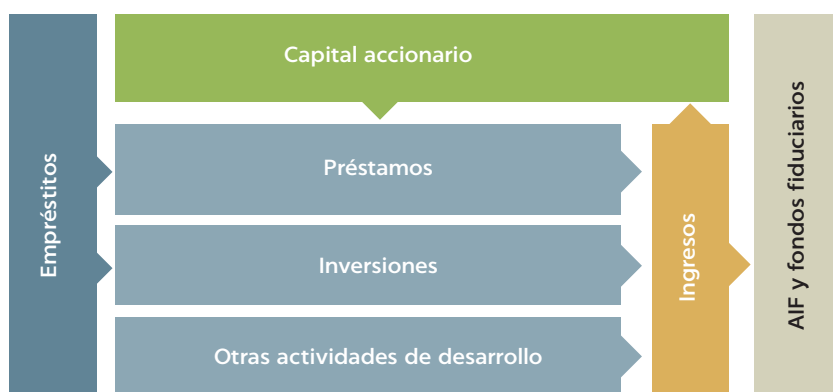 Capital accionario
Empréstitos
Préstamos
Inversiones
Otras actividades de desarrollo
Ingresos
AIF y fondos fiduciarios